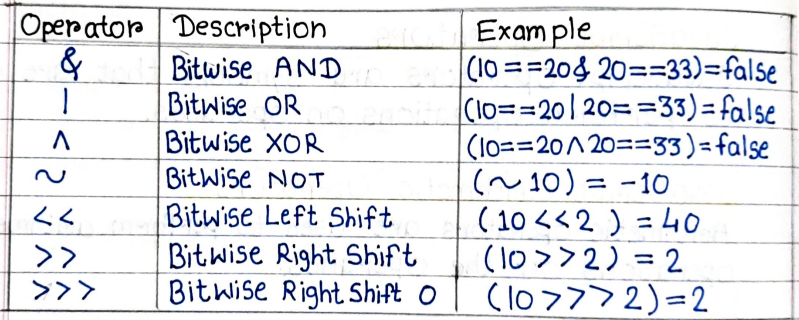 Operator Description Example
& Bitwise AND (10==20& 20==33)=false
| Bitwise OR (10==20| 20==33)=false
^ Bitwise XOR (10==20^20==33)=false
~ Bitwise NOT (~10) = -10
<< Bitwise Left Shift (10<<2) = 40
>> Bitwise Right Shift (10>>2) = 2
>>> Bitwise Right Shift 0 (10>>>2)=2